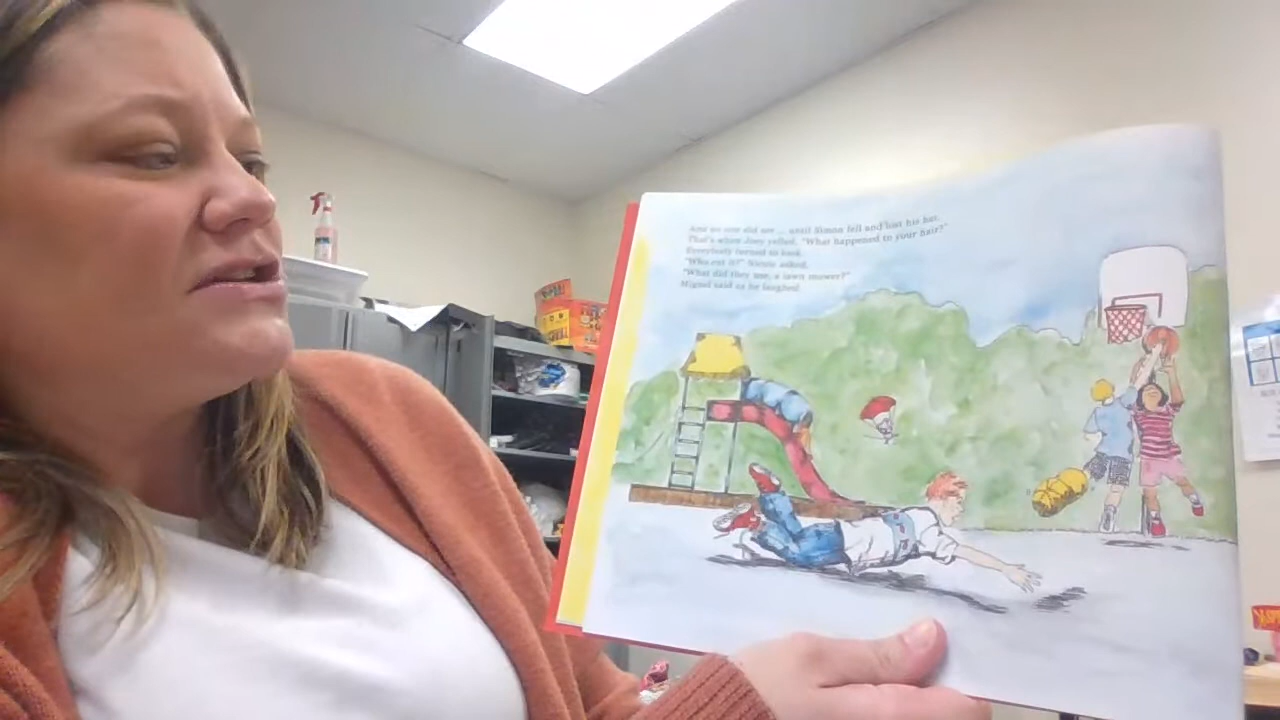 And no one did see ... until Simon fell and lost his hat.
That's when Joey yelled, "What happened to your hair?"
Everybody turned to look.
"Who cut it?" Nicole asked.
"What did they use, a lawn mower?"
Miguel said as he laughed.